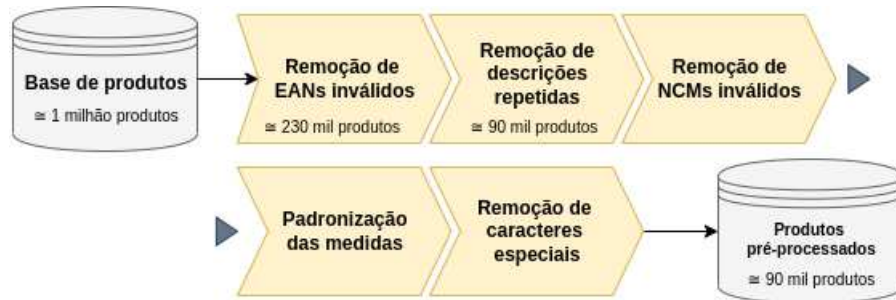 Base de produtos
≅ 1 milhão produtos
Remoção de
EANs inválidos
≅ 230 mil produtos
Remoção de
descrições
repetidas
≅ 90 mil produtos
Remoção de
NCMs inválidos
Padronização
das medidas
Remoção de
caracteres
especiais
Produtos
pré-processados
≅ 90 mil produtos